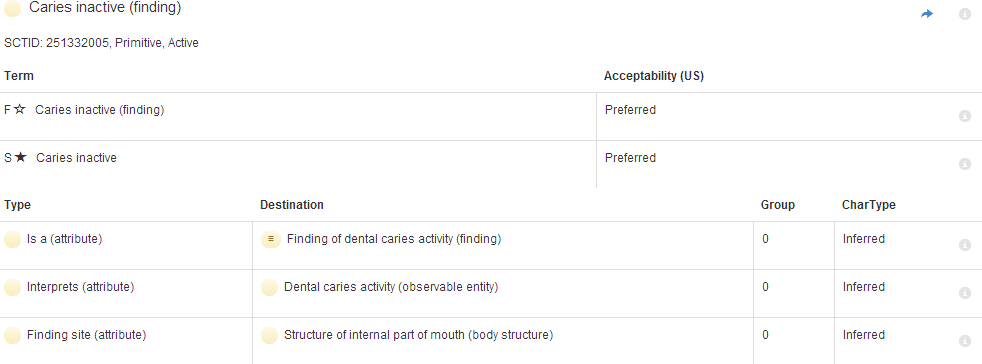 Caries inactive (finding)
SCTID: 251332005, Primitive, Active
Term Acceptability (US)
F☆ Caries inactive (finding) Preferred
S★ Caries inactive Preferred
Type Destination Group CharType
Is a (attribute) ≡ Finding of dental caries activity (finding) 0 Inferred
Interprets (attribute) Dental caries activity (observable entity) 0 Inferred
Finding site (attribute) Structure of internal part of mouth (body structure) 0 Inferred